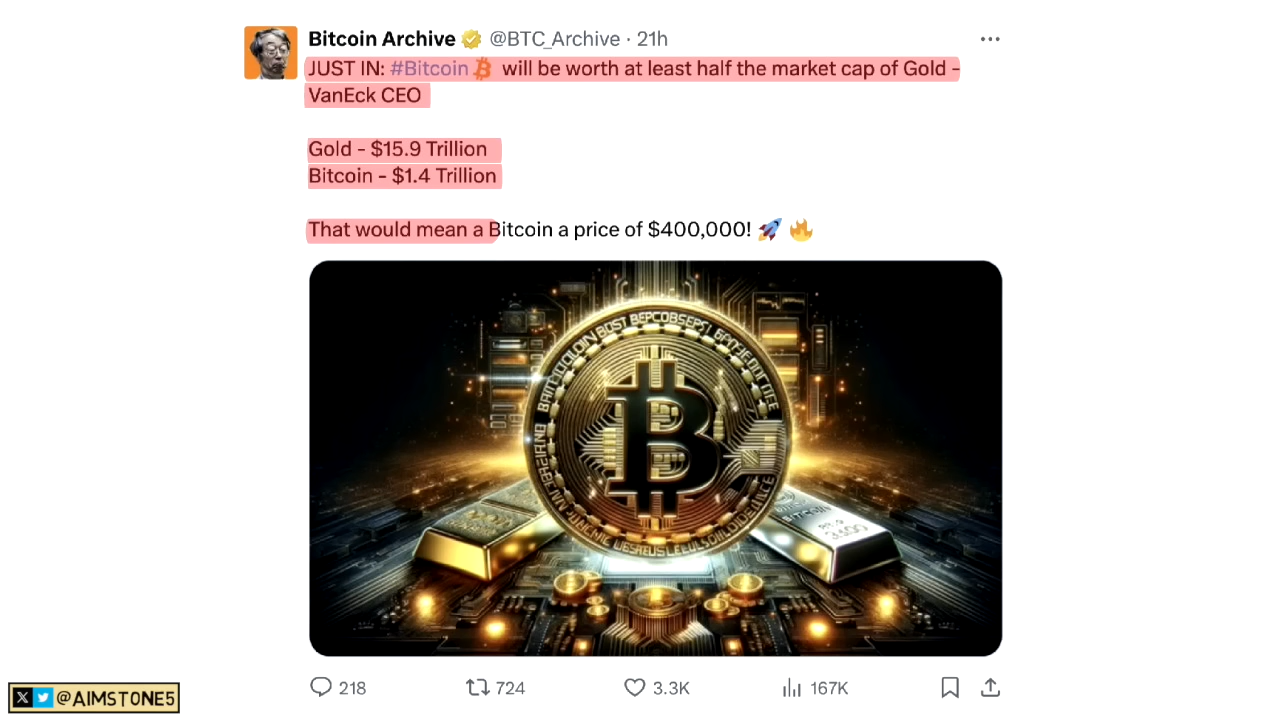 Bitcoin Archive @BTC_Archive · 21h
JUST IN: #Bitcoin will be worth at least half the market cap of Gold -
VanEck CEO
Gold - $15.9 Trillion
Bitcoin - $1.4 Trillion
That would mean a Bitcoin a price of $400,000! 🚀 🔥
218 724 3.3K 167K
@AIMSTONE5